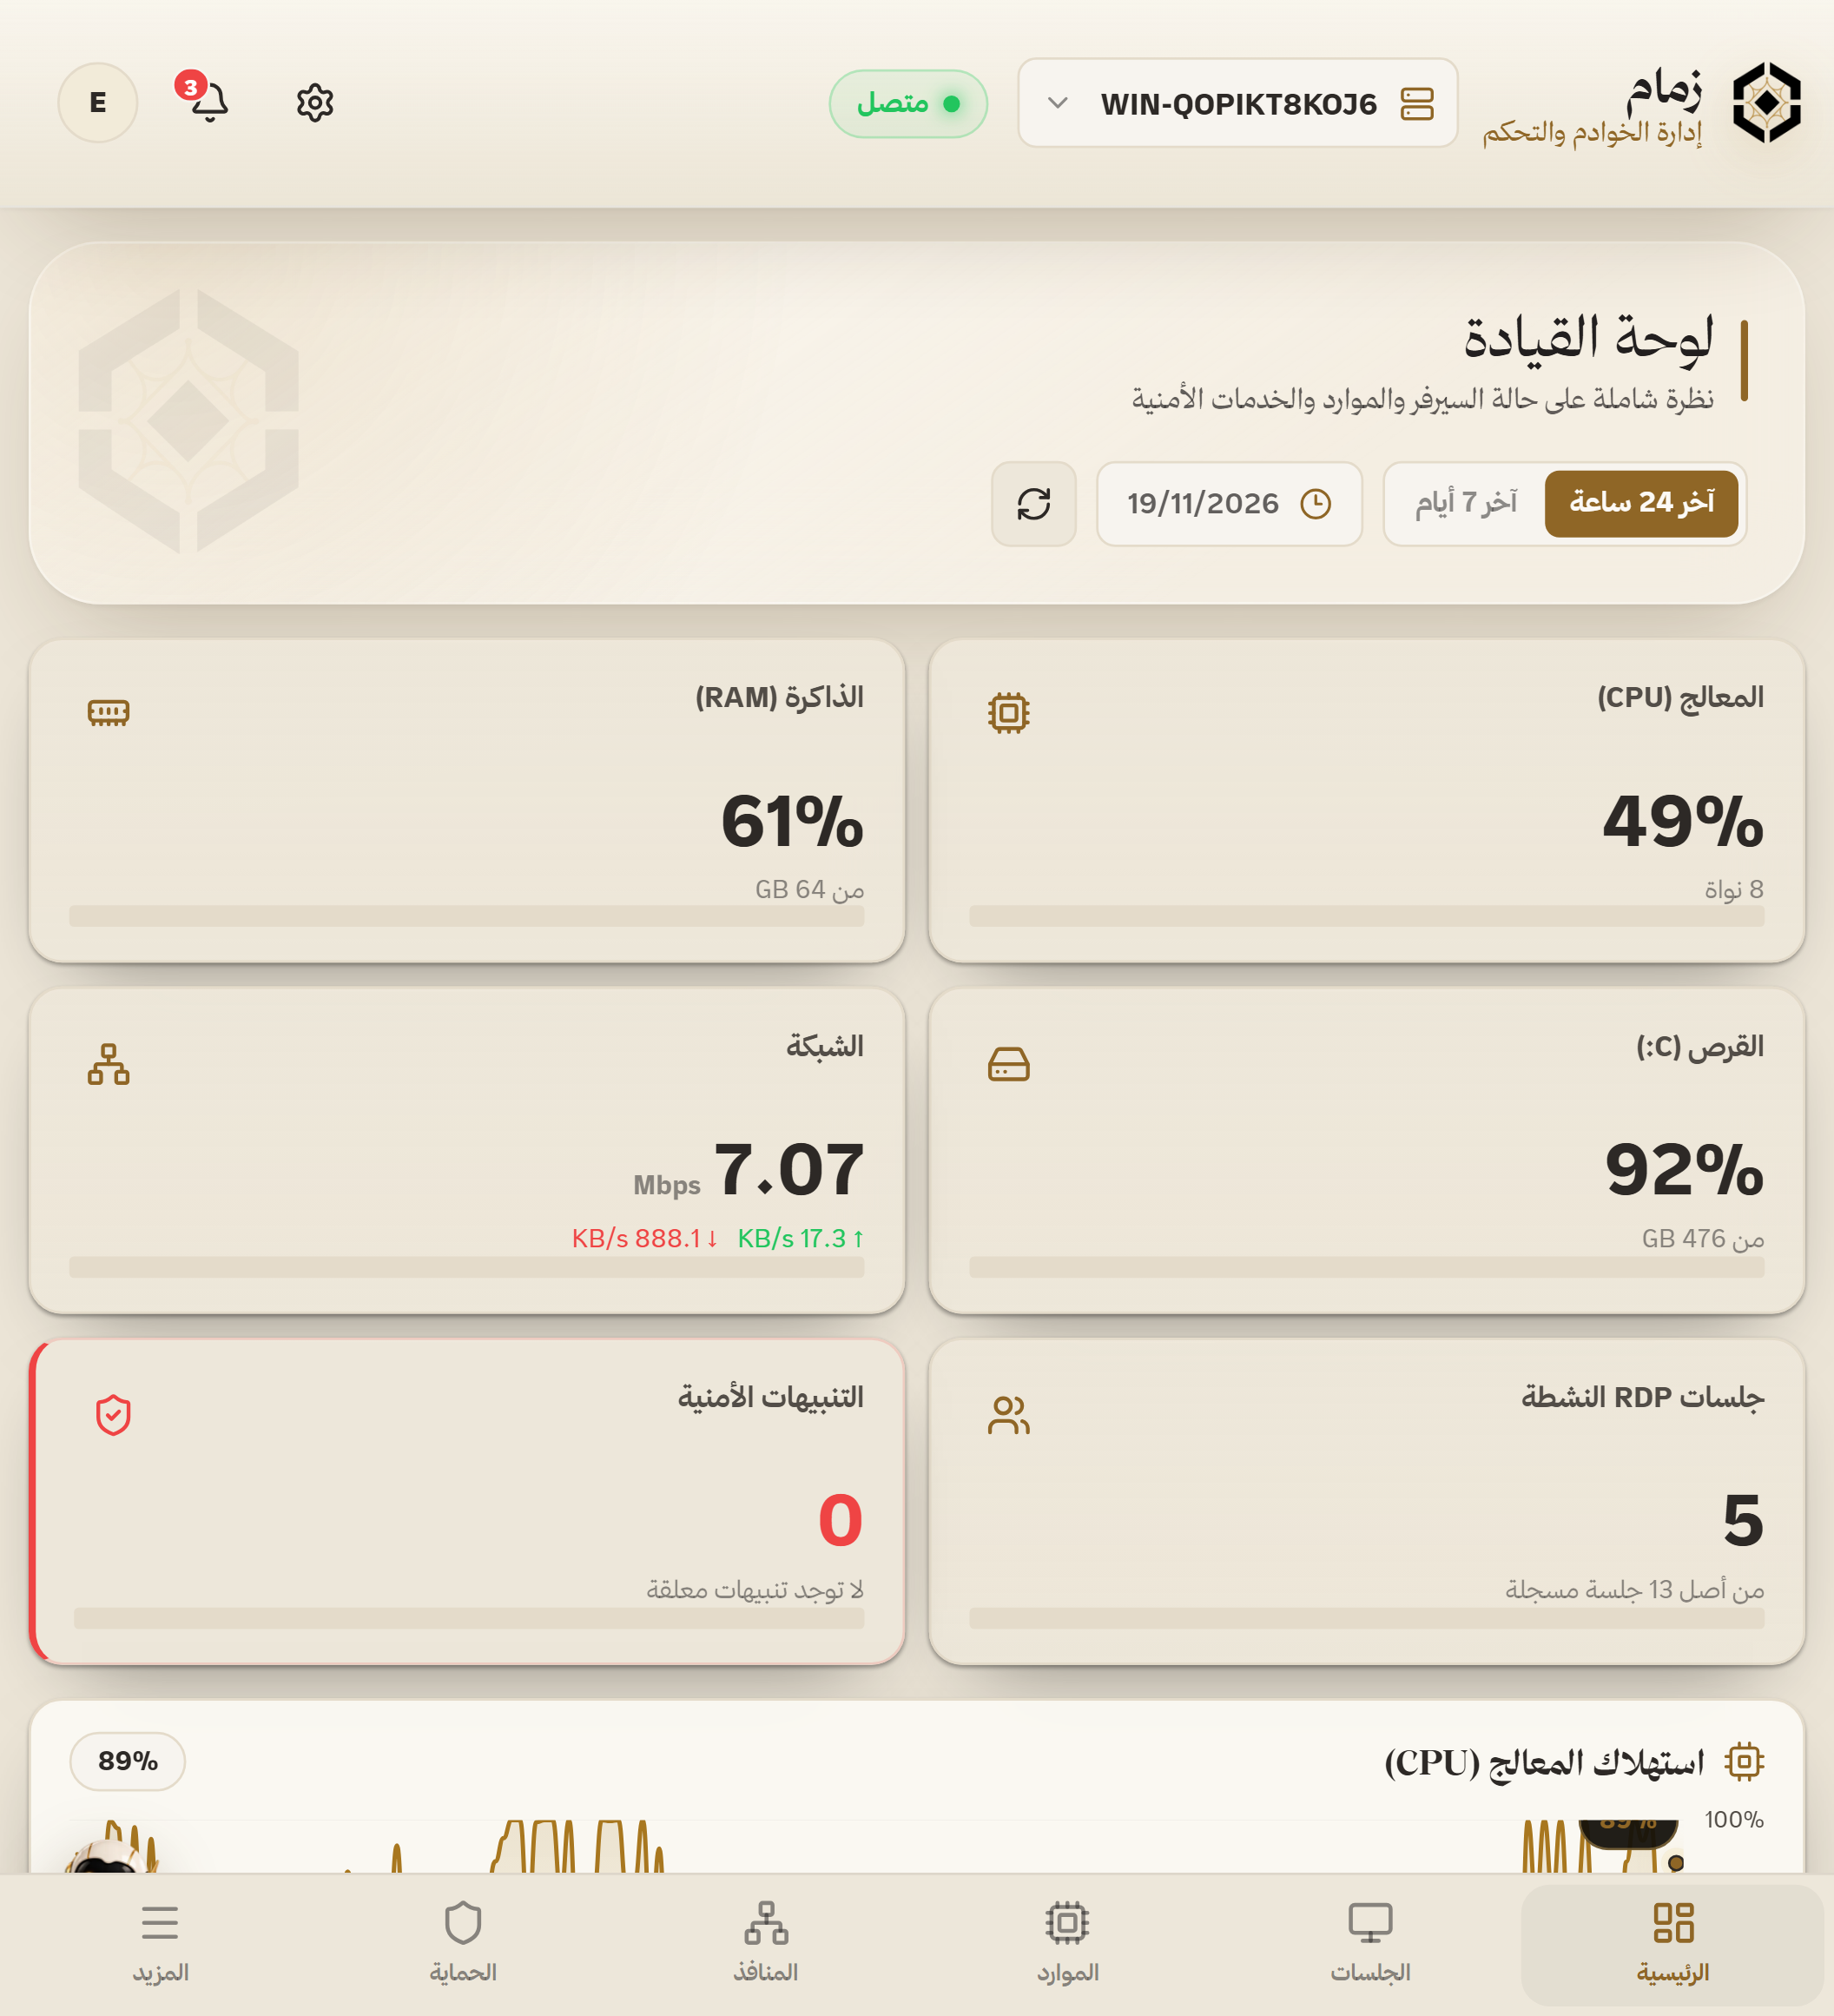 زمام
إدارة الخوادم والتحكم
WIN-QOPIKT8KOJ6
متصل
3
E
لوحة القيادة
نظرة شاملة على حالة السيرفر والموارد والخدمات الأمنية
آخر 24 ساعة
آخر 7 أيام
19/11/2026
المعالج (CPU)
49%
8 نواة
الذاكرة (RAM)
61%
من 64 GB
القرص (C:)
92%
من 476 GB
الشبكة
7.07 Mbps
↑ 17.3 KB/s ↓ 888.1 KB/s
جلسات RDP النشطة
5
من أصل 13 جلسة مسجلة
التنبيهات الأمنية
0
لا توجد تنبيهات معلقة
استهلاك المعالج (CPU)
89%
100%
89%
الرئيسية
الجلسات
الموارد
المنافذ
الحماية
المزيد